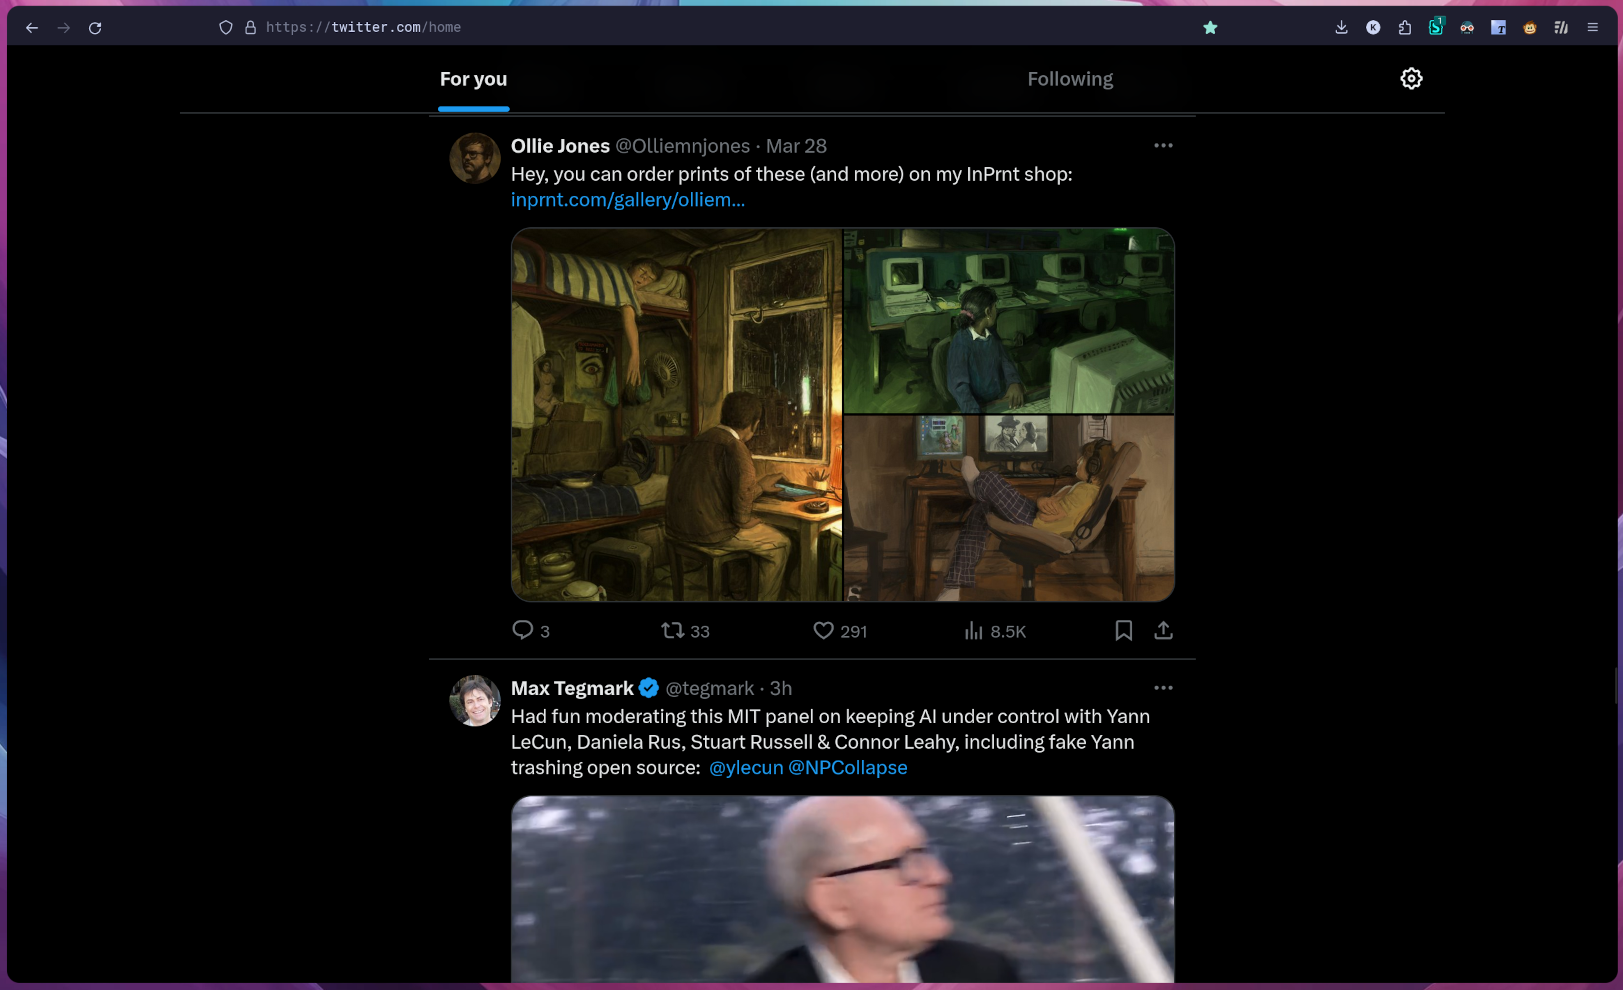 https://twitter.com/home
1
K
T
For you
Following
Ollie Jones @Olliemnjones · Mar 28
Hey, you can order prints of these (and more) on my InPrnt shop:
inprnt.com/gallery/olliem...
3
33
291
8.5K
Max Tegmark @tegmark · 3h
Had fun moderating this MIT panel on keeping AI under control with Yann
LeCun, Daniela Rus, Stuart Russell & Connor Leahy, including fake Yann
trashing open source: @ylecun @NPCollapse